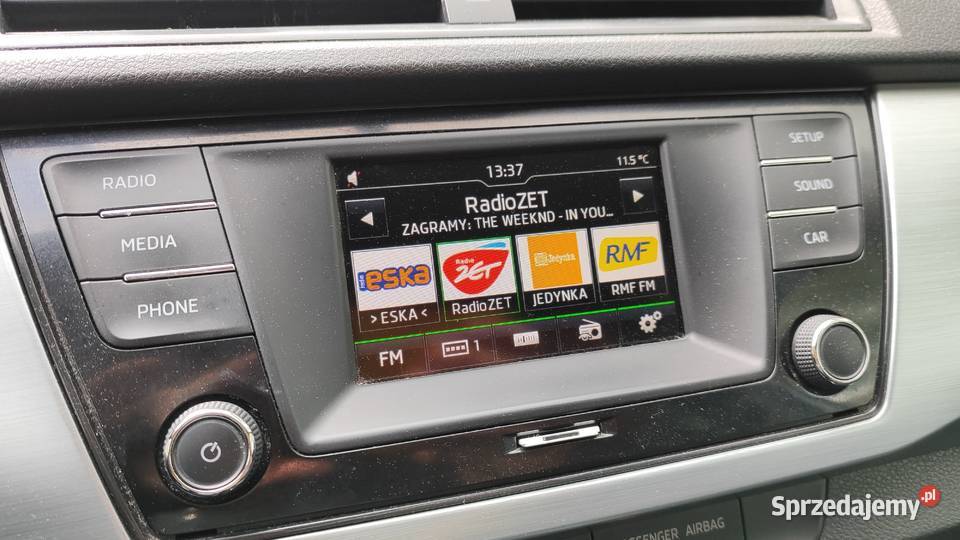 RADIO
MEDIA
PHONE
13:37
11.5 °C
RadioZET
ZAGRAMY: THE WEEKND - IN YOU...
eska
Radio
ZET
Jedynka
RMF
FM
>ESKA<
RadioZET
JEDYNKA
RMF FM
FM
1
SETUP
SOUND
CAR
PASSENGER AIRBAG
Sprzedajemy.pl